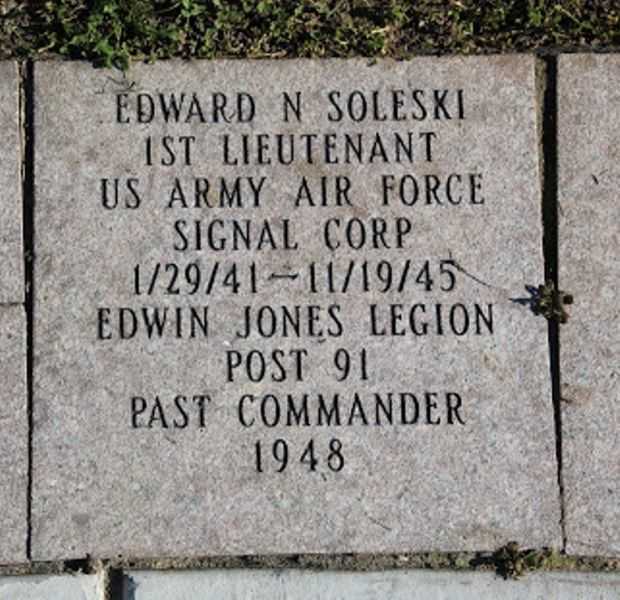 EDWARD N SOLESKI
1ST LIEUTENANT
US ARMY AIR FORCE
SIGNAL CORP
1/29/41-11/19/45
EDWIN JONES LEGION
POST 91
PAST COMMANDER
1948